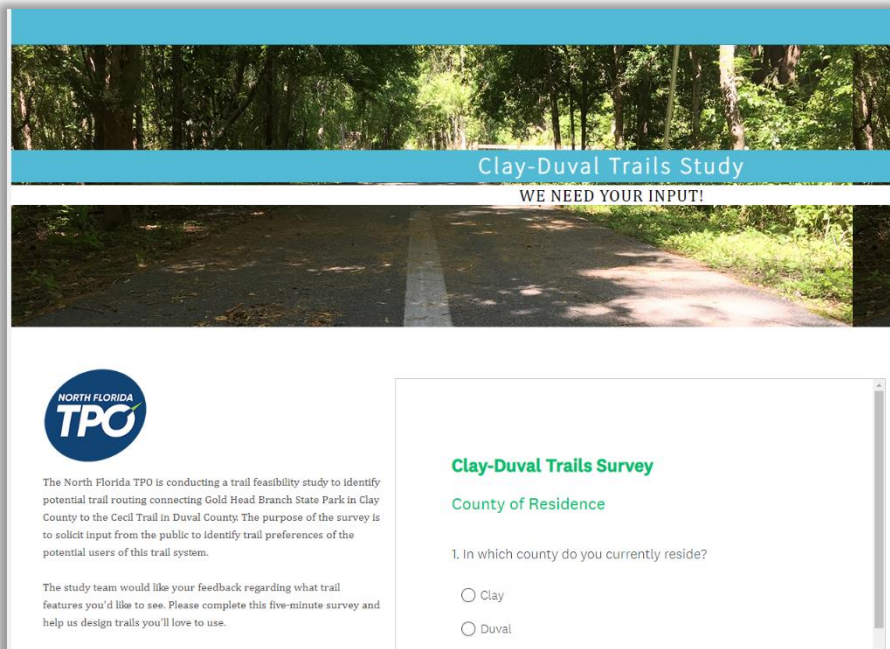 Clay-Duval Trails Study
WE NEED YOUR INPUT!
NORTH FLORIDA
TPO
The North Florida TPO is conducting a trail feasibility study to identify
potential trail routing connecting Gold Head Branch State Park in Clay
County to the Cecil Trail in Duval County. The purpose of the survey is
to solicit input from the public to identify trail preferences of the
potential users of this trail system.
The study team would like your feedback regarding what trail
features you'd like to see. Please complete this five-minute survey and
help us design trails you'll love to use.
Clay-Duval Trails Survey
County of Residence
1. In which county do you currently reside?
Clay
Duval